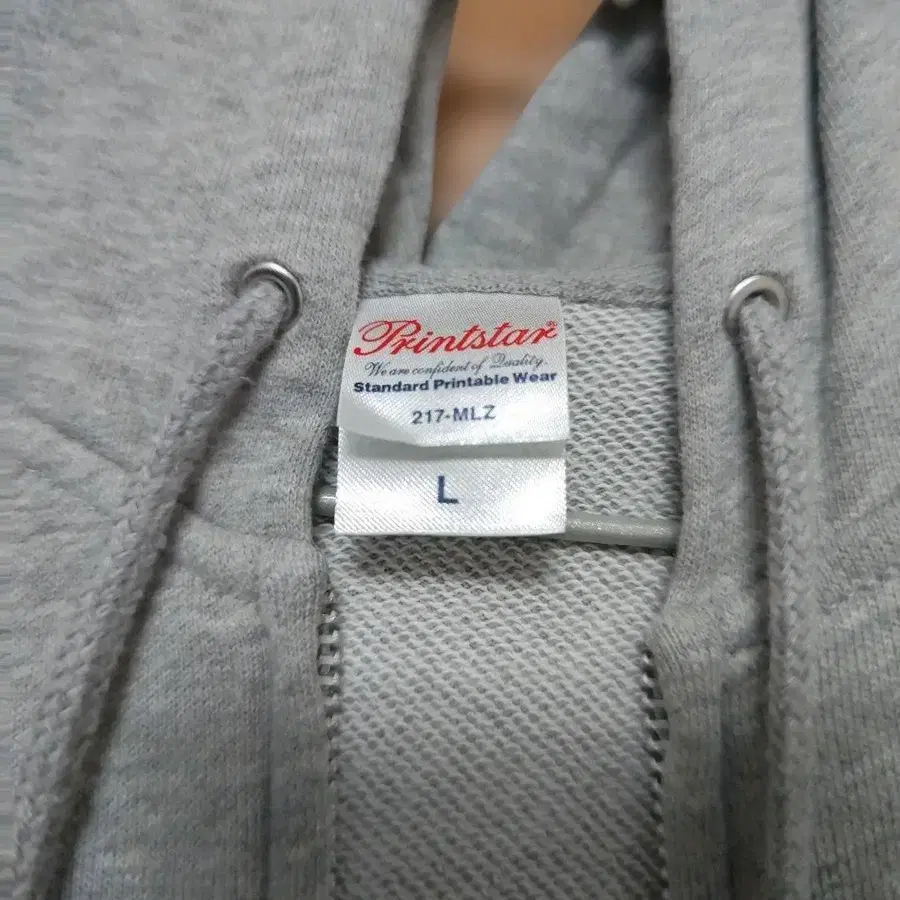 Printstar®
We are confident of Quality
Standard Printable Wear
217-MLZ
L